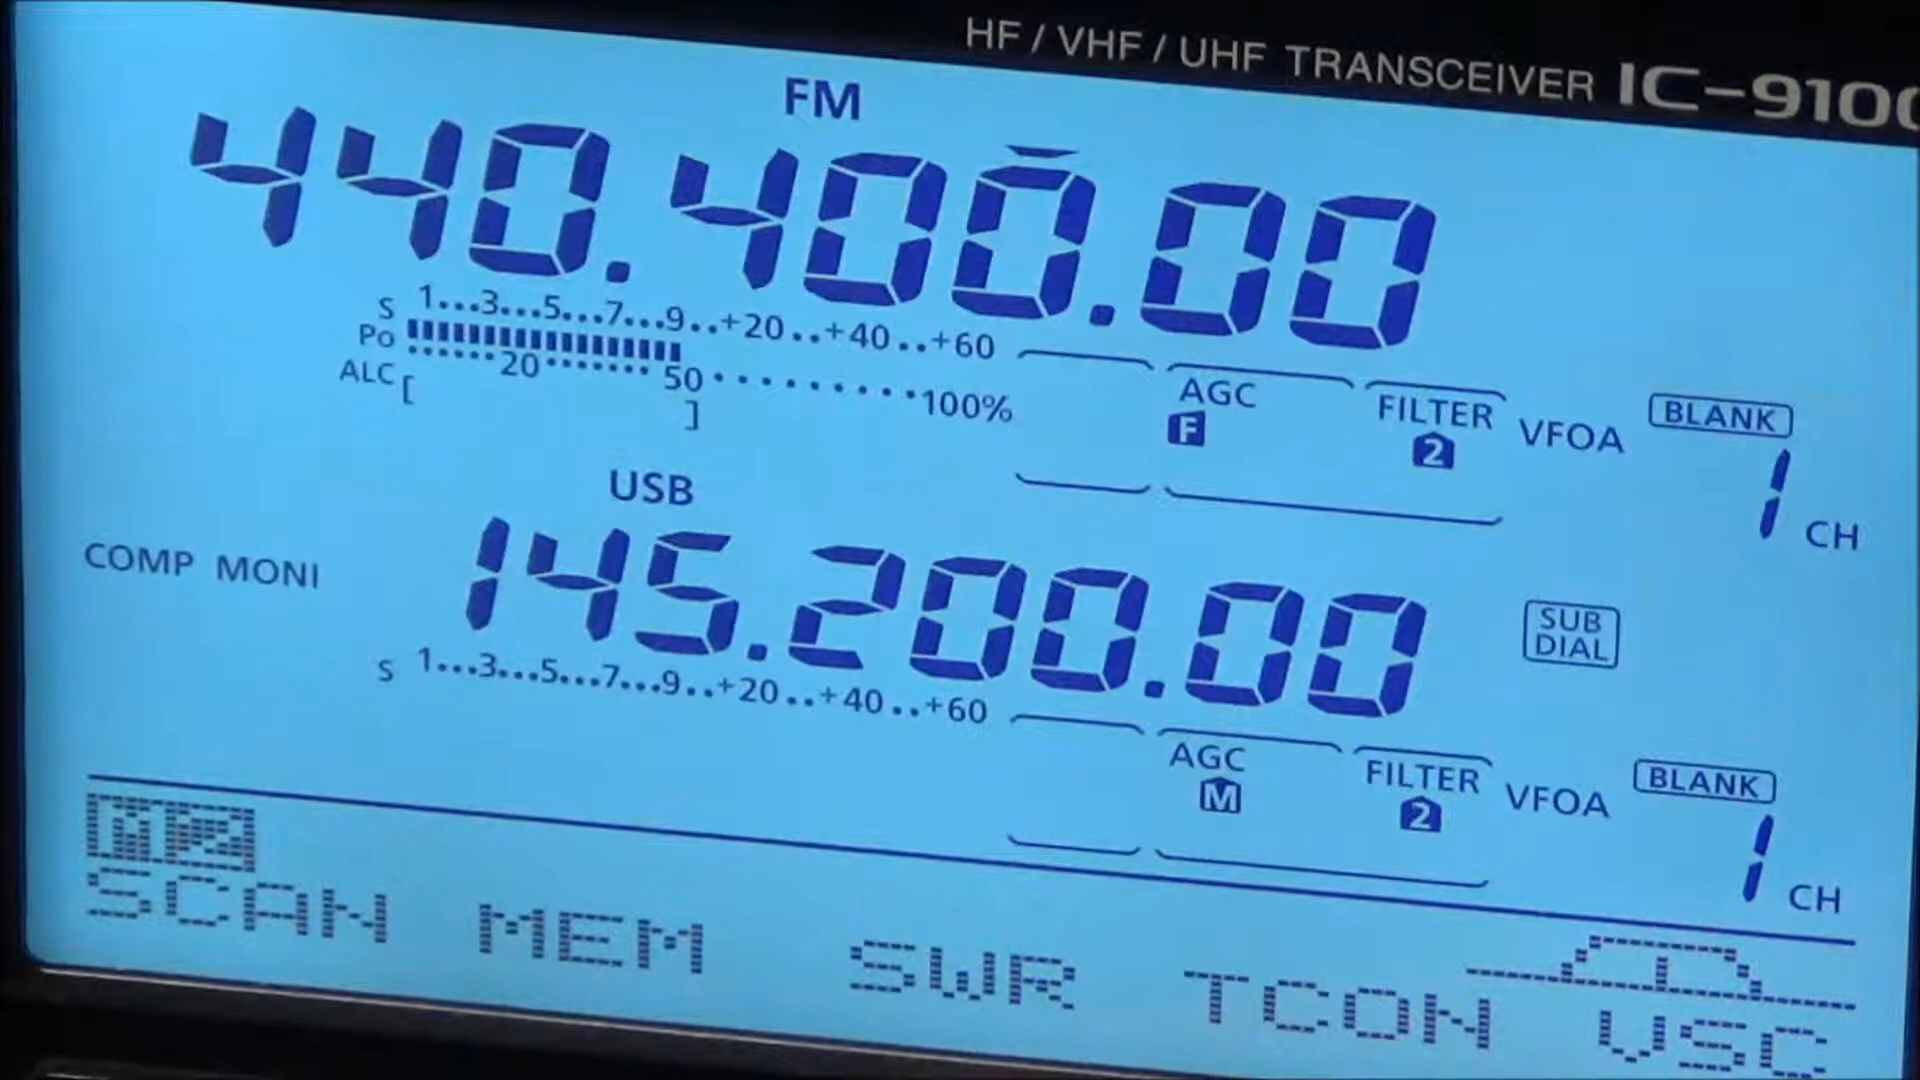 HF / VHF / UHF TRANSCEIVER IC-9100
FM
440.400.00
S 1...3...5...7...9..+20..+40..+60
Po 20 50 100%
ALC [ ]
AGC FILTER VFOA BLANK
F 2
1 CH
USB
145.200.00
COMP MONI
SUB
DIAL
S 1...3...5...7...9..+20..+40..+60
AGC FILTER VFOA BLANK
M 2
1 CH
M2
SCAN MEM SWR TCON VSC